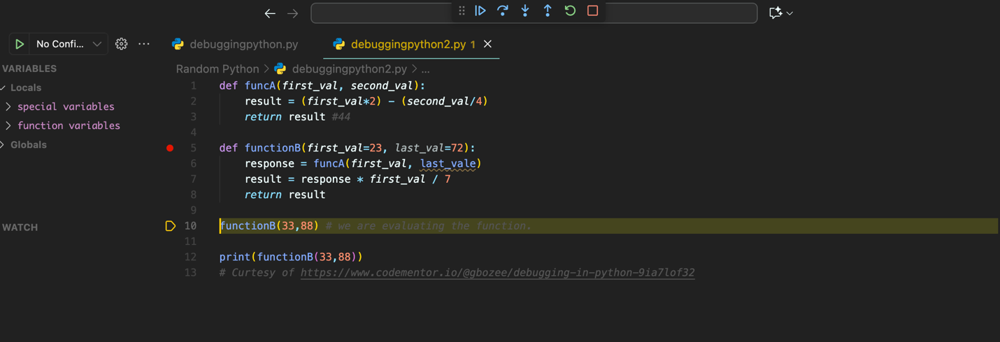 No Confi...
debuggingpython.py
debuggingpython2.py 1
VARIABLES
Locals
special variables
function variables
Globals
WATCH
Random Python > debuggingpython2.py > ...
1 def funcA(first_val, second_val):
2 result = (first_val*2) - (second_val/4)
3 return result #44
4
5 def functionB(first_val=23, last_val=72):
6 response = funcA(first_val, last_vale)
7 result = response * first_val / 7
8 return result
9
10 functionB(33,88) # we are evaluating the function.
11
12 print(functionB(33,88))
13 # Curtesy of https://www.codementor.io/@gbozee/debugging-in-python-9ia7lof32